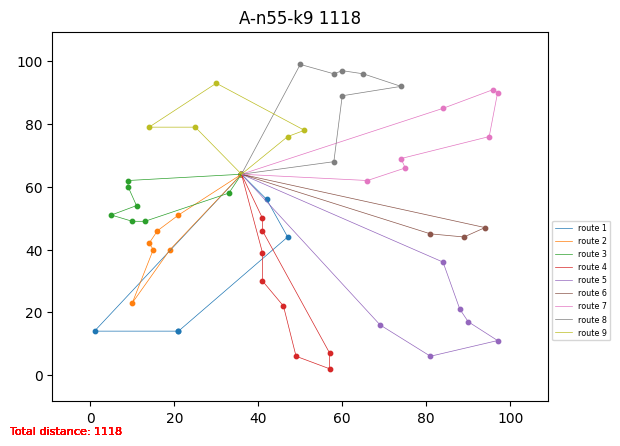 A-n55-k9 1118
100
80
60
40
20
0
0 20 40 60 80 100
route 1
route 2
route 3
route 4
route 5
route 6
route 7
route 8
route 9
Total distance: 1118